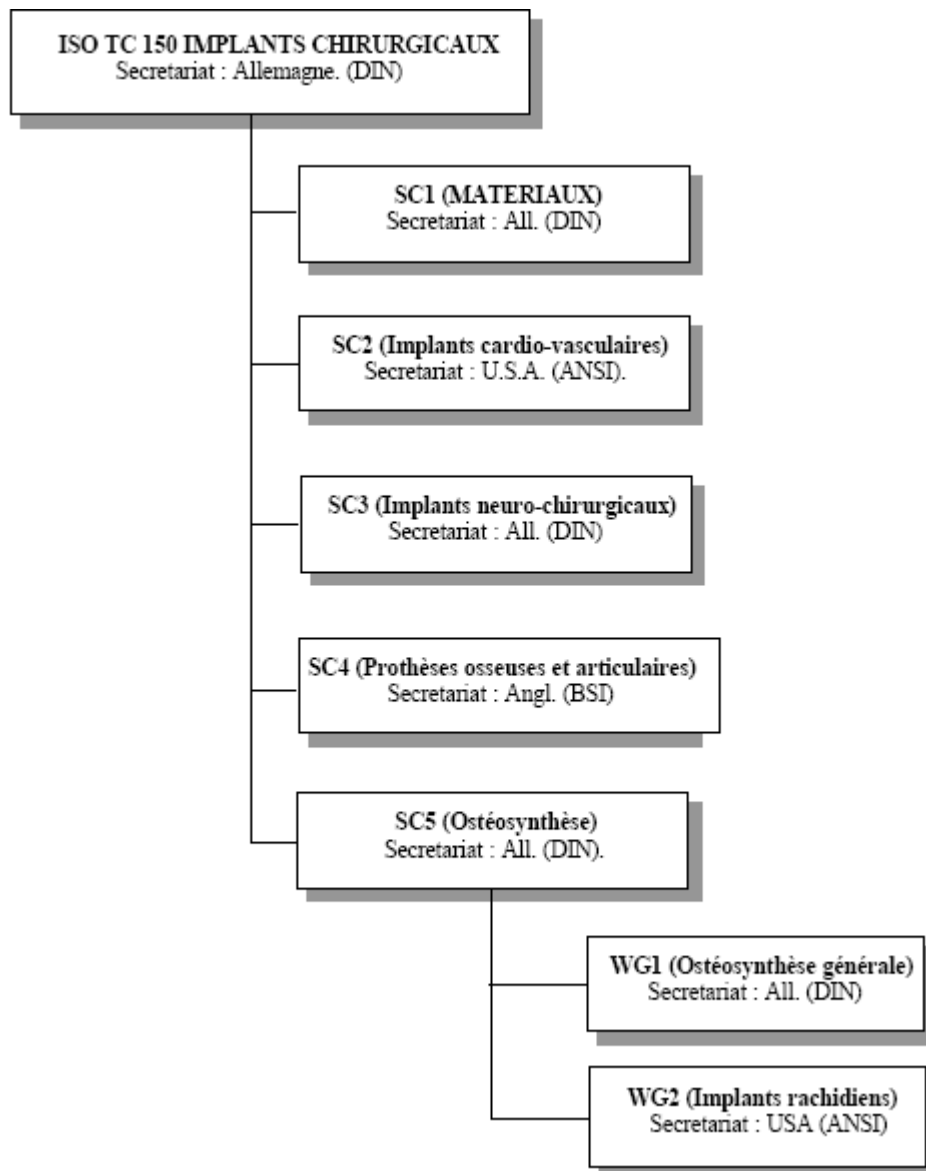 ISO TC 150 IMPLANTS CHIRURGICAUX
Secretariat : Allemagne. (DIN)
SC1 (MATERIAUX)
Secretariat : All. (DIN)
SC2 (Implants cardio-vasculaires)
Secretariat : U.S.A. (ANSI).
SC3 (Implants neuro-chirurgicaux)
Secretariat : All. (DIN)
SC4 (Prothèses osseuses et articulaires)
Secretariat : Angl. (BSI)
SC5 (Ostéosynthèse)
Secretariat : All. (DIN).
WG1 (Ostéosynthèse générale)
Secretariat : All. (DIN)
WG2 (Implants rachidiens)
Secretariat : USA (ANSI)